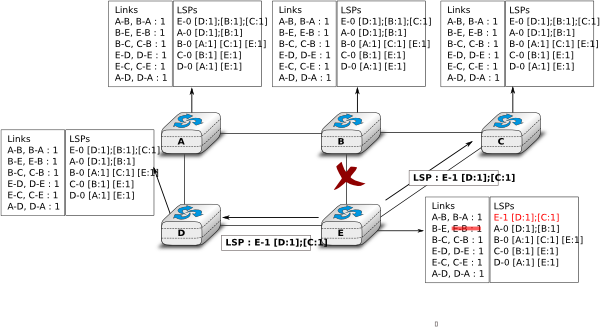 Links
A-B, B-A : 1
B-E, E-B : 1
B-C, C-B : 1
E-D, D-E : 1
E-C, C-E : 1
A-D, D-A : 1
LSPs
E-0 [D:1];[B:1];[C:1]
A-0 [D:1];[B:1]
B-0 [A:1] [C:1] [E:1]
C-0 [B:1] [E:1]
D-0 [A:1] [E:1]
Links
A-B, B-A : 1
B-E, E-B : 1
B-C, C-B : 1
E-D, D-E : 1
E-C, C-E : 1
A-D, D-A : 1
LSPs
E-0 [D:1];[B:1];[C:1]
A-0 [D:1];[B:1]
B-0 [A:1] [C:1] [E:1]
C-0 [B:1] [E:1]
D-0 [A:1] [E:1]
Links
A-B, B-A : 1
B-E, E-B : 1
B-C, C-B : 1
E-D, D-E : 1
E-C, C-E : 1
A-D, D-A : 1
LSPs
E-0 [D:1];[B:1];[C:1]
A-0 [D:1];[B:1]
B-0 [A:1] [C:1] [E:1]
C-0 [B:1] [E:1]
D-0 [A:1] [E:1]
A
B
C
Links
A-B, B-A : 1
B-E, E-B : 1
B-C, C-B : 1
E-D, D-E : 1
E-C, C-E : 1
A-D, D-A : 1
LSPs
E-0 [D:1];[B:1];[C:1]
A-0 [D:1];[B:1]
B-0 [A:1] [C:1] [E:1]
C-0 [B:1] [E:1]
D-0 [A:1] [E:1]
LSP : E-1 [D:1];[C:1]
D
E
LSP : E-1 [D:1];[C:1]
Links
A-B, B-A : 1
B-E, E-B : 1
B-C, C-B : 1
E-D, D-E : 1
E-C, C-E : 1
A-D, D-A : 1
LSPs
E-1 [D:1];[C:1]
A-0 [D:1];[B:1]
B-0 [A:1] [C:1] [E:1]
C-0 [B:1] [E:1]
D-0 [A:1] [E:1]